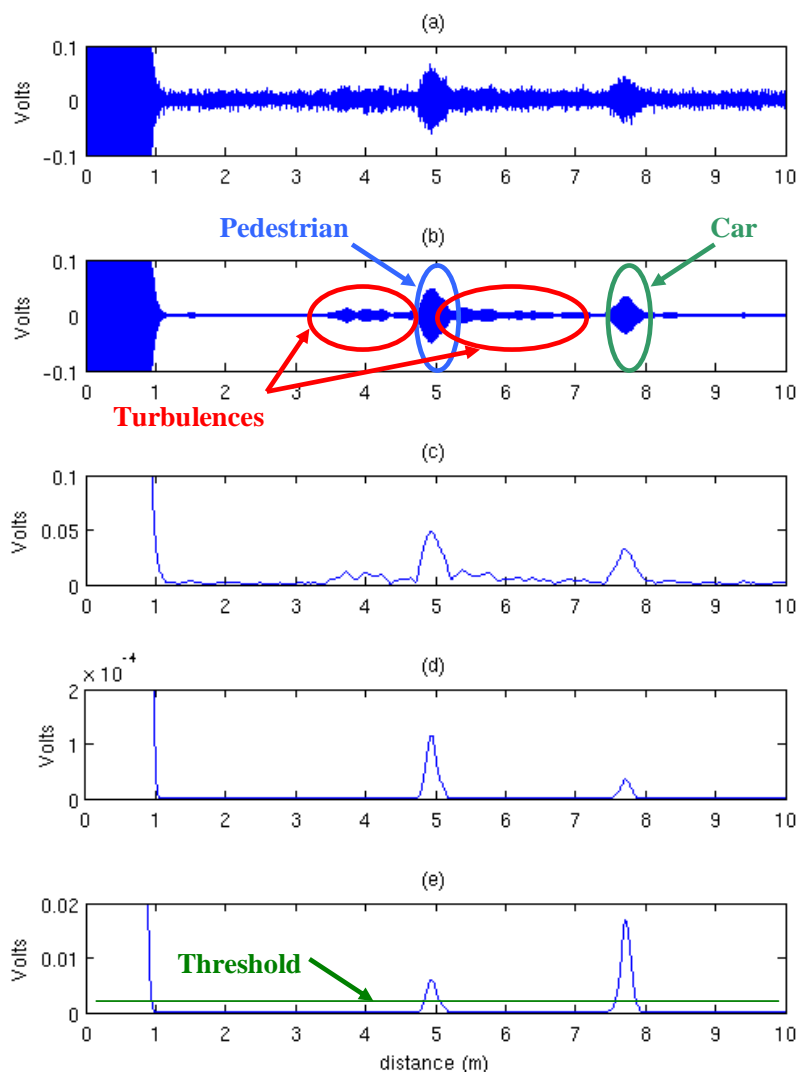 (a)
0.1
Volts
0
-0.1
0 1 2 3 4 5 6 7 8 9 10
Pedestrian
(b)
Car
0.1
Volts
0
-0.1
0 1 2 3 4 5 6 7 8 9 10
Turbulences
(c)
0.1
Volts
0.05
0
0 1 2 3 4 5 6 7 8 9 10
× 10⁻⁴
(d)
2
Volts
1
0
0 1 2 3 4 5 6 7 8 9 10
(e)
0.02
Volts
0.01
Threshold
0
0 1 2 3 4 5 6 7 8 9 10
distance (m)